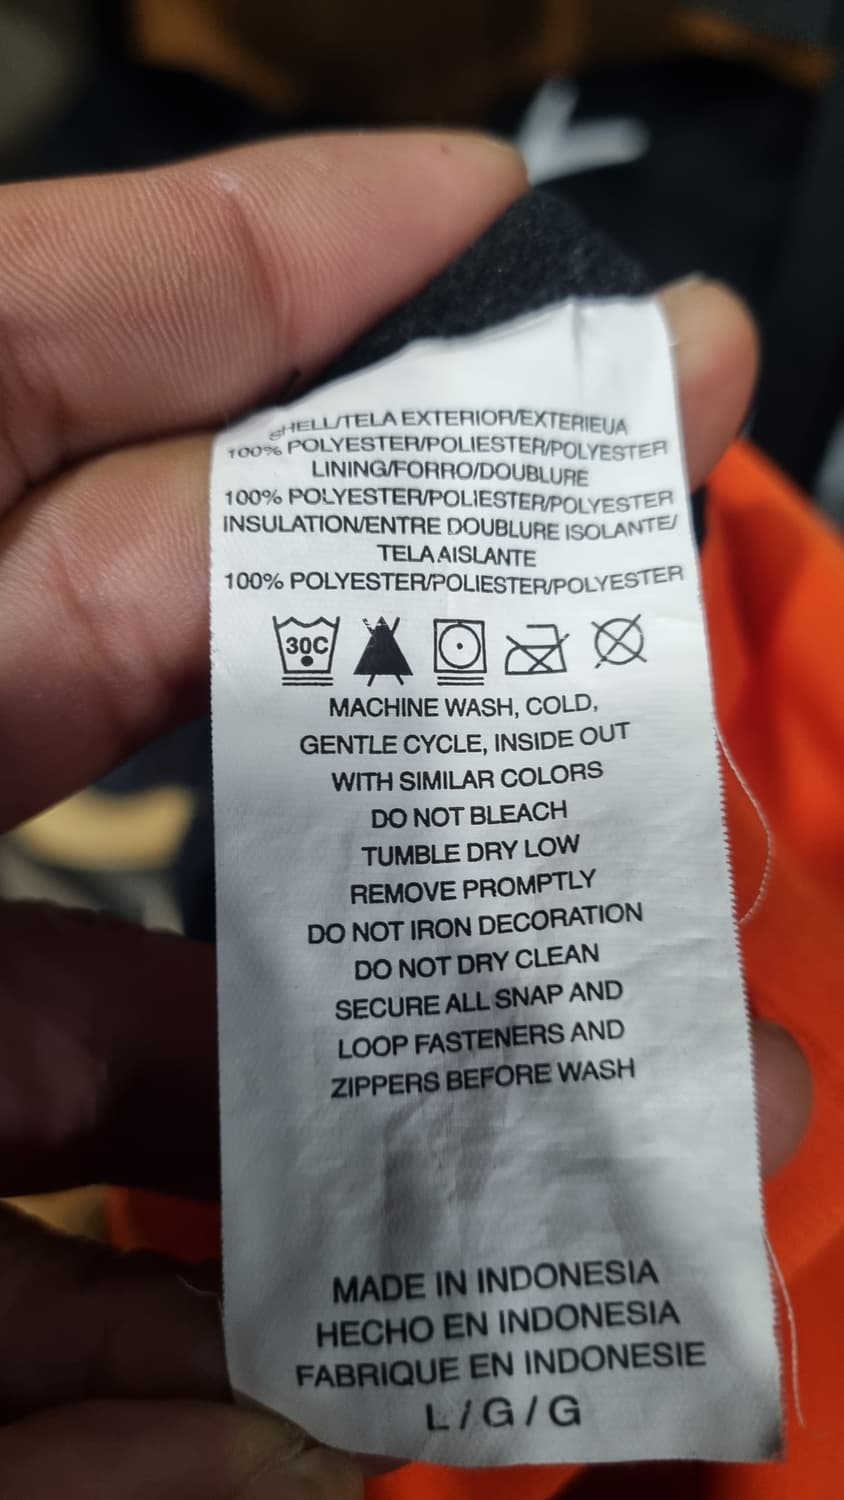 SHELL/TELA EXTERIOR/EXTERIEUA
100% POLYESTER/POLIESTER/POLYESTER
LINING/FORRO/DOUBLURE
100% POLYESTER/POLIESTER/POLYESTER
INSULATION/ENTRE DOUBLURE ISOLANTE/
TELA AISLANTE
100% POLYESTER/POLIESTER/POLYESTER
30C
MACHINE WASH, COLD,
GENTLE CYCLE, INSIDE OUT
WITH SIMILAR COLORS
DO NOT BLEACH
TUMBLE DRY LOW
REMOVE PROMPTLY
DO NOT IRON DECORATION
DO NOT DRY CLEAN
SECURE ALL SNAP AND
LOOP FASTENERS AND
ZIPPERS BEFORE WASH
MADE IN INDONESIA
HECHO EN INDONESIA
FABRIQUE EN INDONESIE
L/G/G